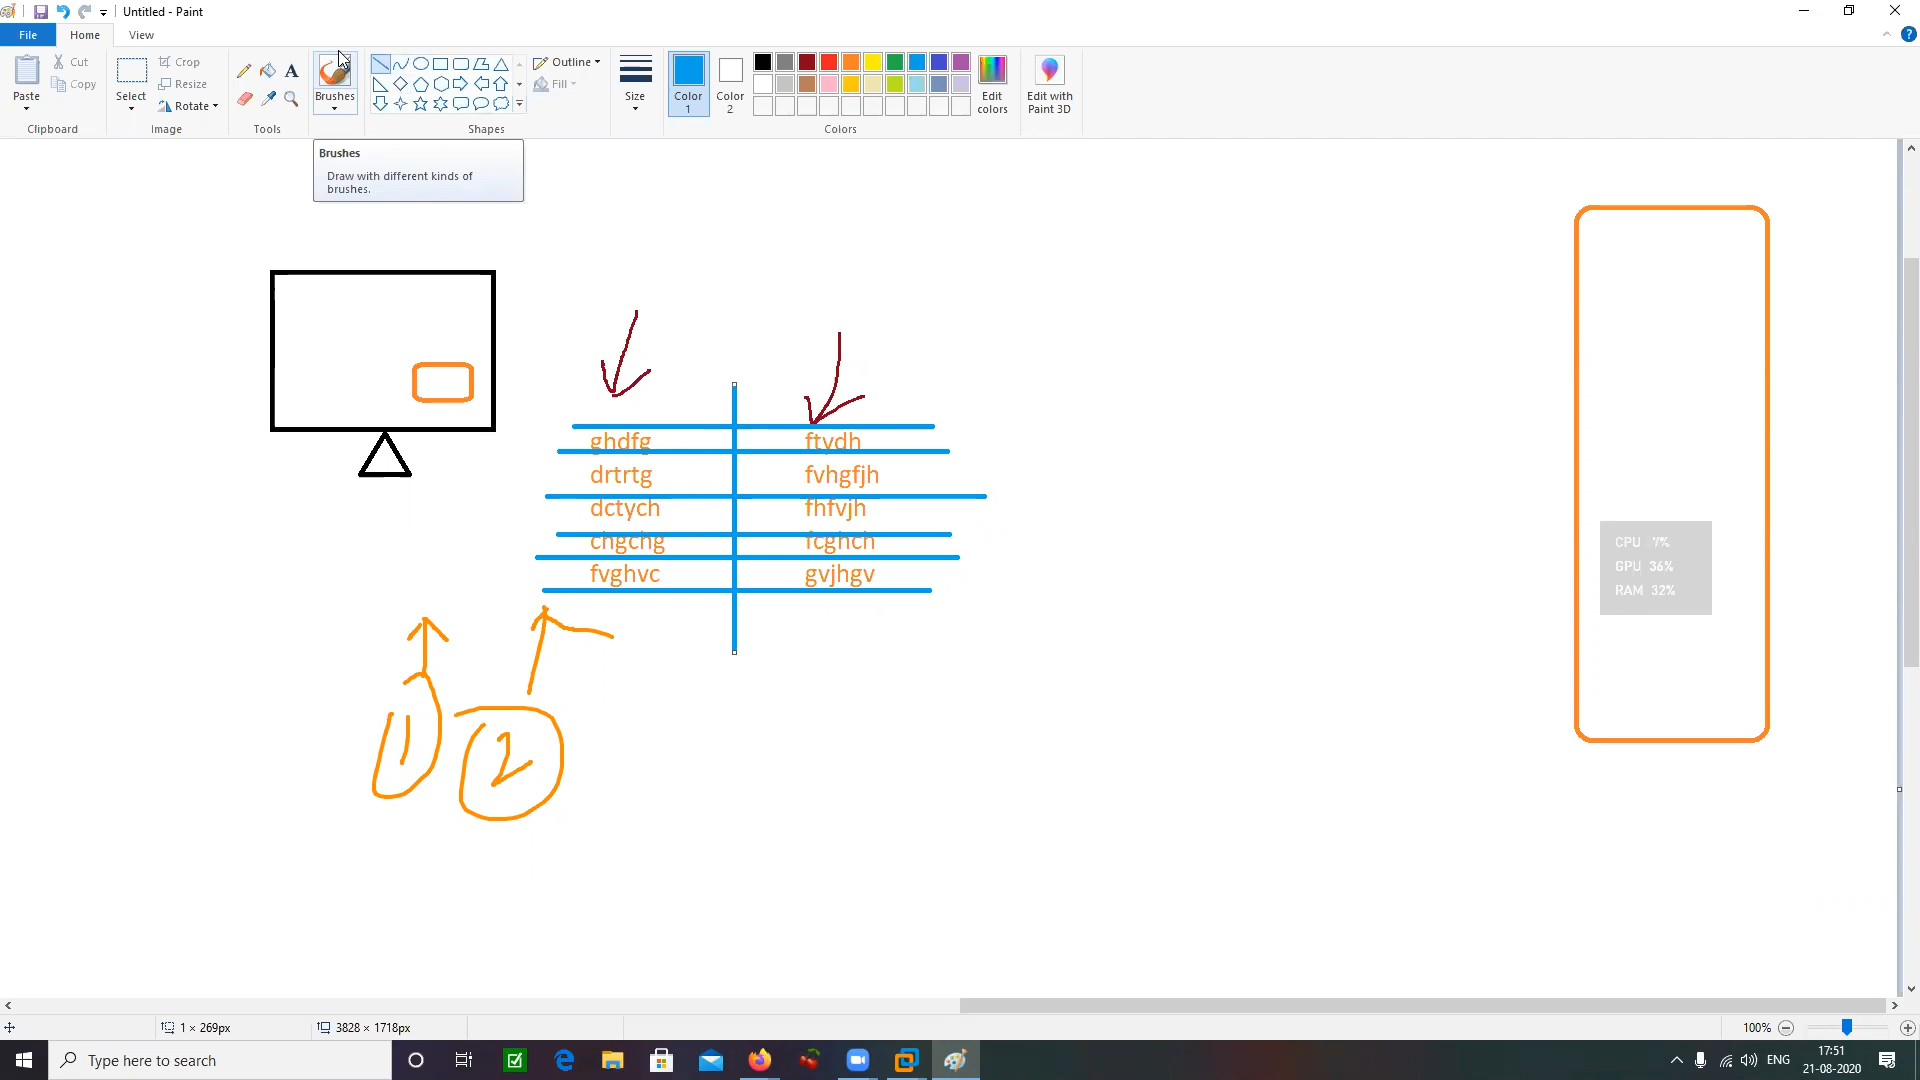 Untitled - Paint
File Home View
Paste
Cut
Copy
Clipboard
Select
Crop
Resize
Rotate
Image
Tools
Brushes
Outline
Fill
Shapes
Size
Color 1
Color 2
Edit colors
Colors
Edit with Paint 3D
Brushes
Draw with different kinds of
brushes.
ghdfg ftvdh
drtrtg fvhgfjh
dctych fhfvjh
chgchg fcghch
fvghvc gvjhgv
CPU 7%
GPU 36%
RAM 32%
1 2
1 × 269px 3828 × 1718px 100%
Type here to search
ENG
17:51
21-08-2020